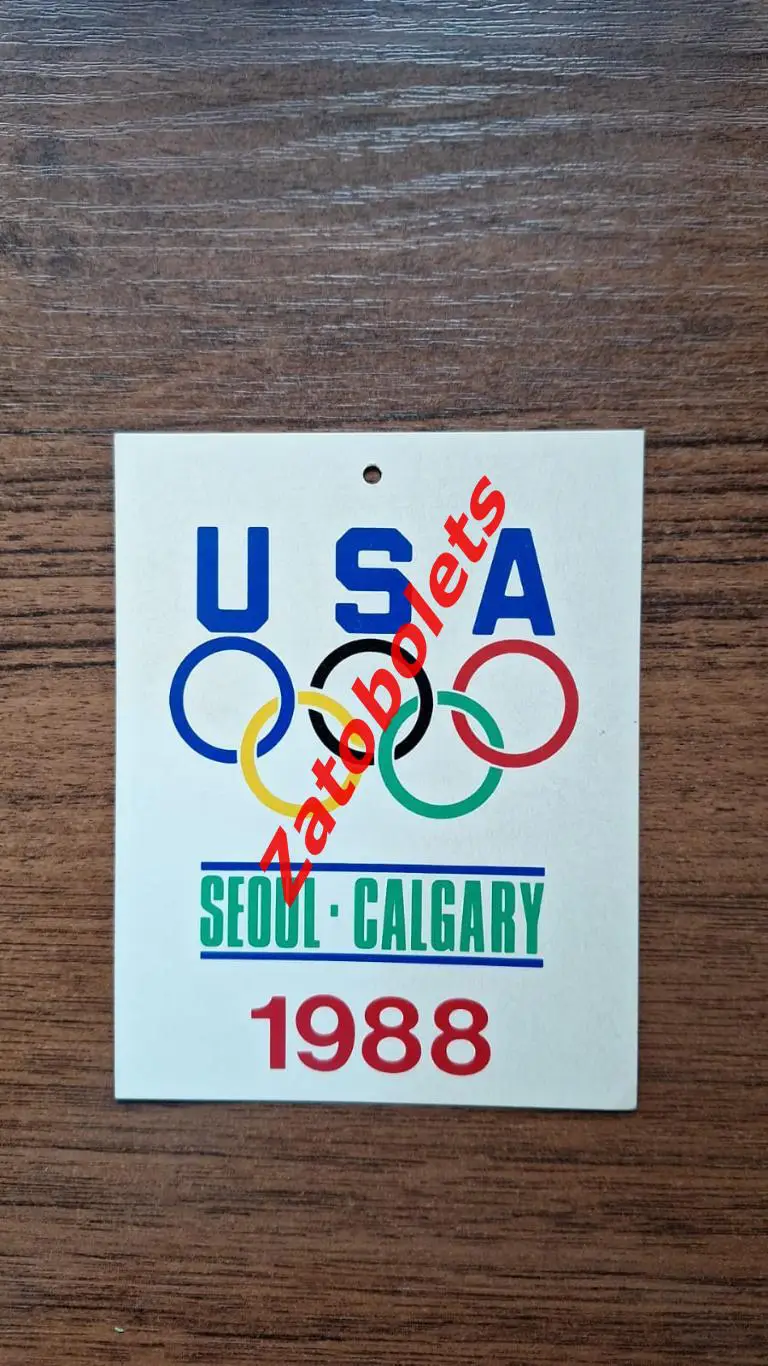 USA
Zatobolets
SEOUL · CALGARY
1988